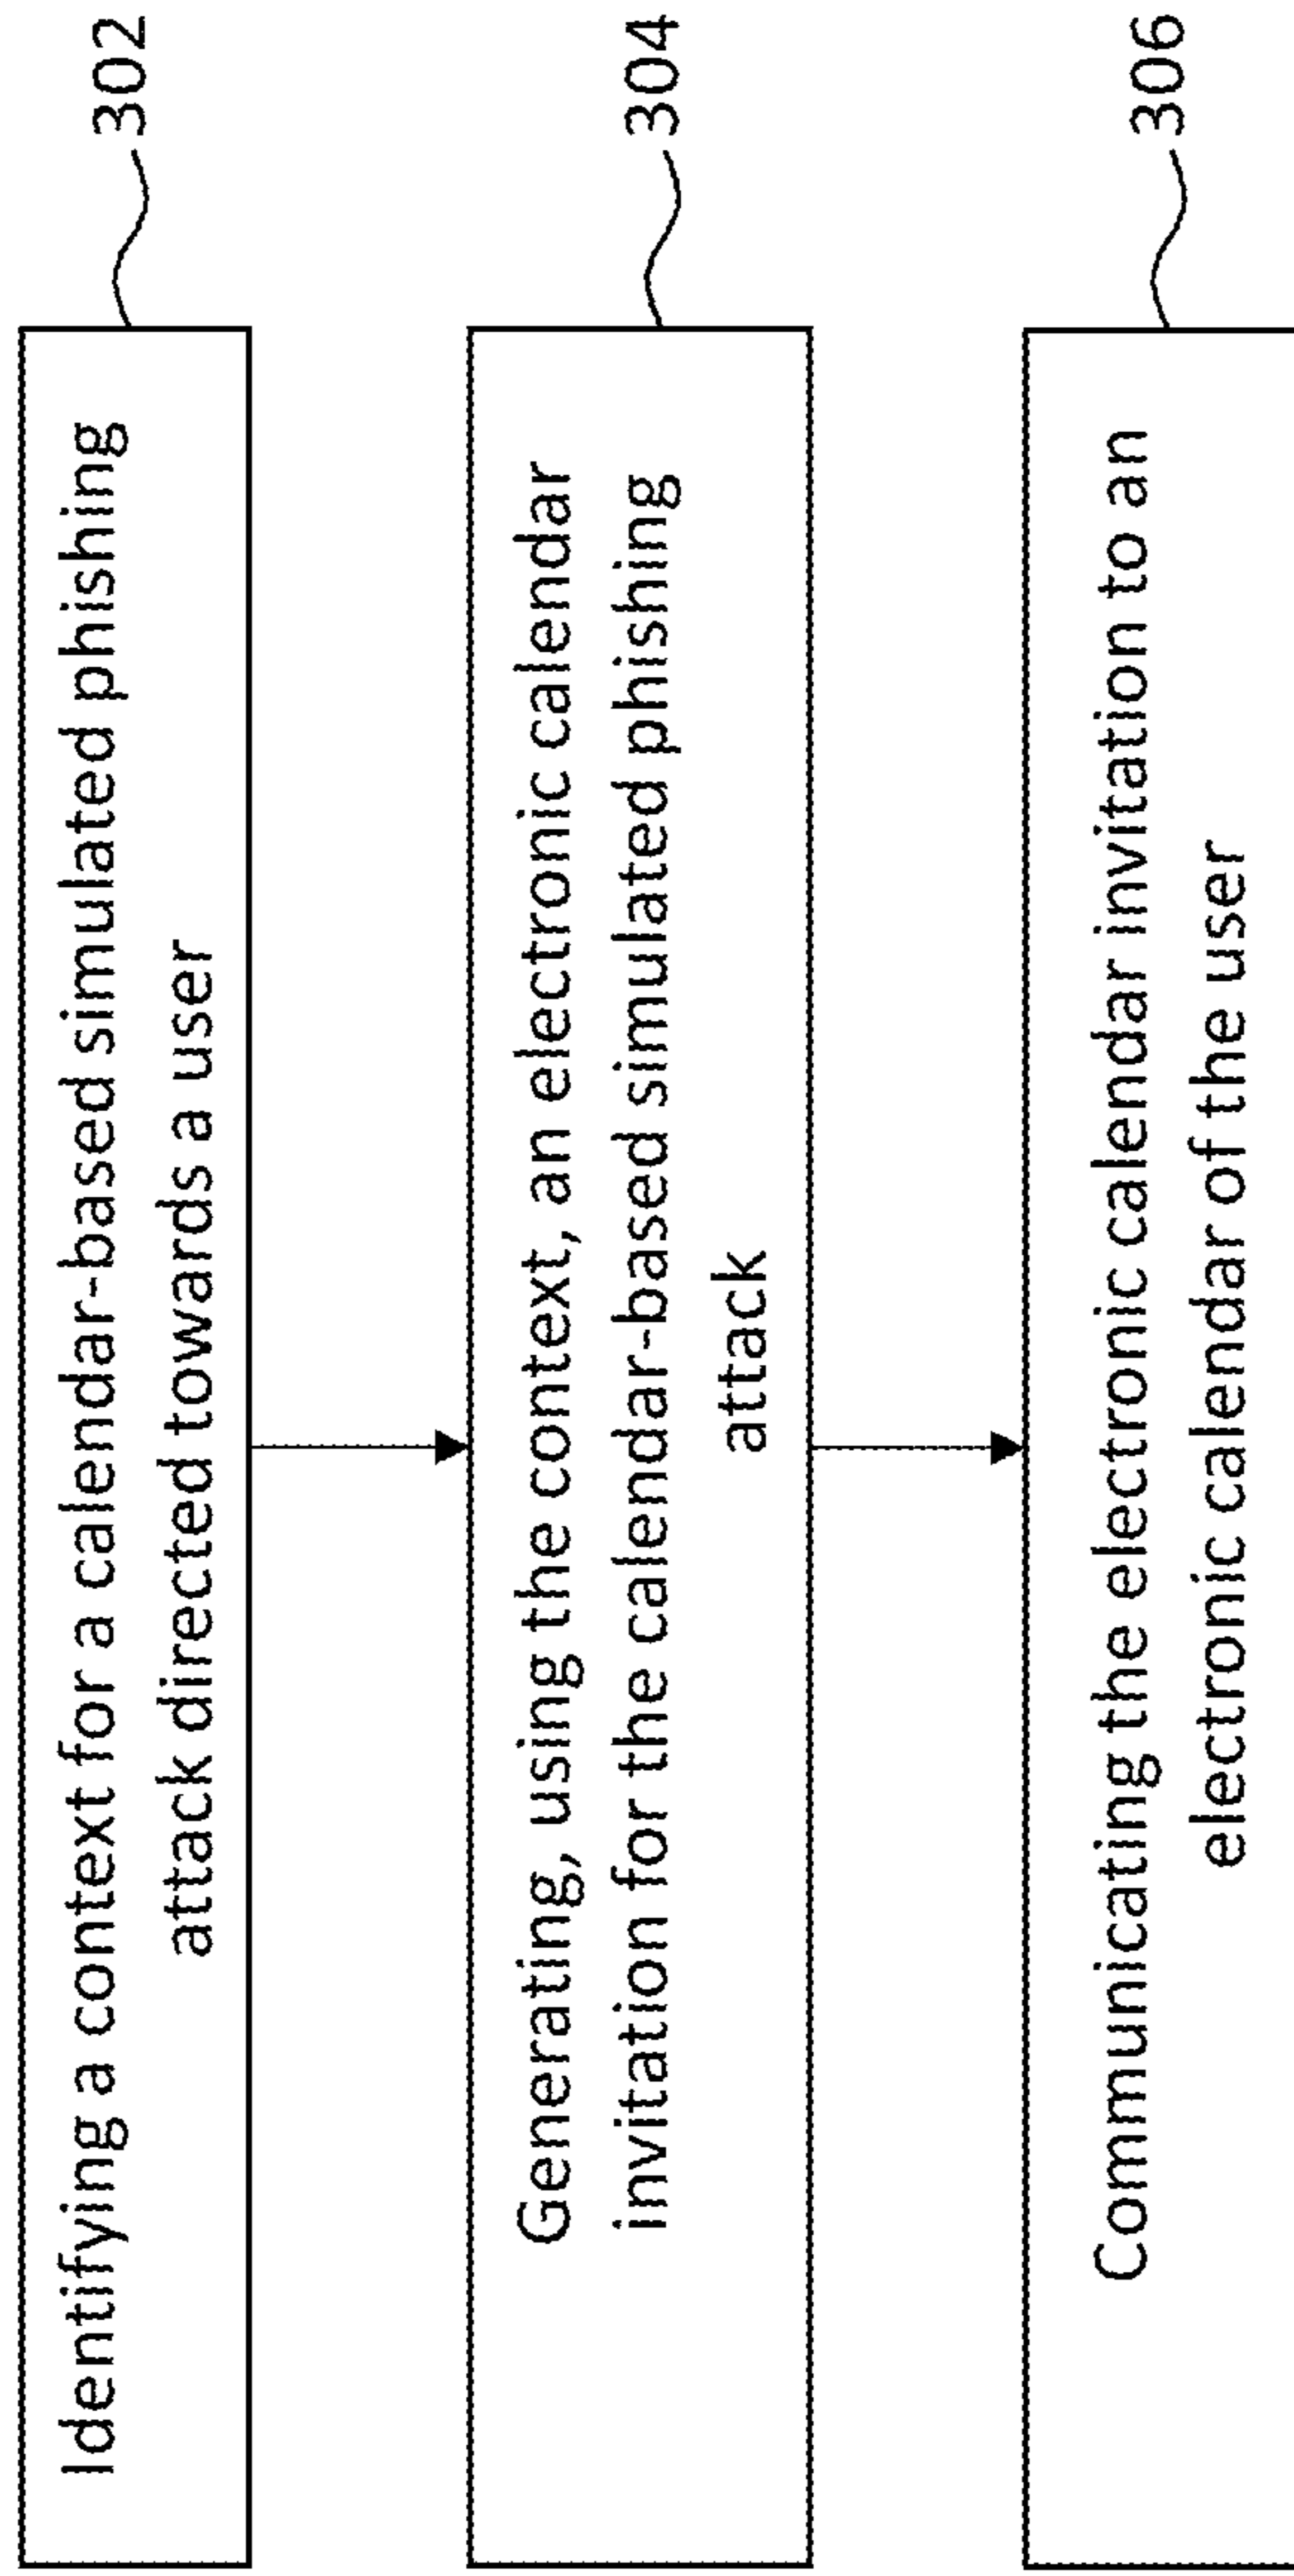 Identifying a context for a calendar-based simulated phishing
attack directed towards a user
302
Generating, using the context, an electronic calendar
invitation for the calendar-based simulated phishing
attack
304
Communicating the electronic calendar invitation to an
electronic calendar of the user
306